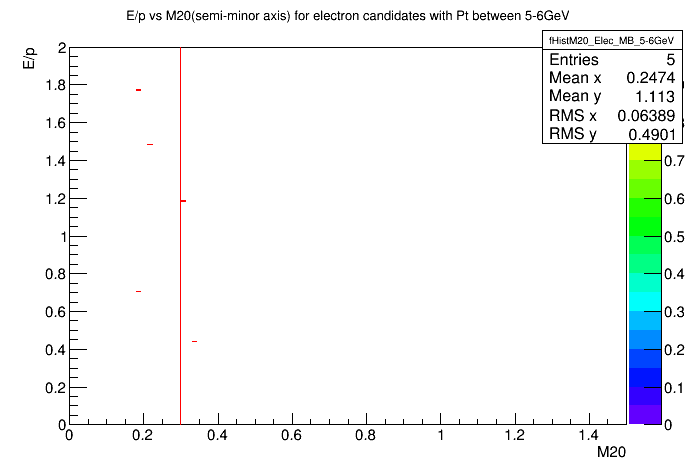 E/p vs M20(semi-minor axis) for electron candidates with Pt between 5-6GeV
fHistM20_Elec_MB_5-6GeV
Entries 5
Mean x 0.2474
Mean y 1.113
RMS x 0.06389
RMS y 0.4901
E/p
2
1.8
1.6
1.4
1.2
1
0.8
0.6
0.4
0.2
0
0 0.2 0.4 0.6 0.8 1 1.2 1.4
M20
0.7
0.6
0.5
0.4
0.3
0.2
0.1
0